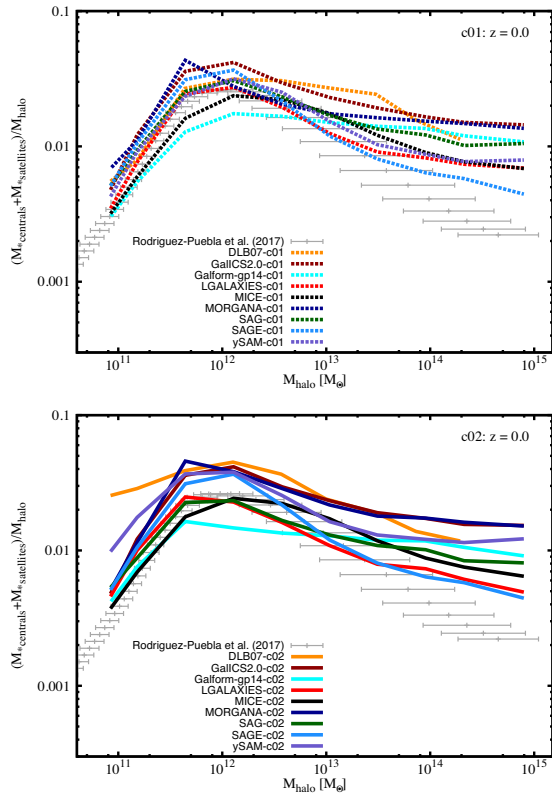 0.1
c01: z = 0.0
(M*centrals+M*satellites)/Mhalo
0.01
Rodriguez-Puebla et al. (2017)
DLB07-c01
GalICS2.0-c01
Galform-gp14-c01
LGALAXIES-c01
MICE-c01
MORGANA-c01
SAG-c01
SAGE-c01
ySAM-c01
0.001
10^11 10^12 10^13 10^14 10^15
Mhalo [M⊙]
0.1
c02: z = 0.0
(M*centrals+M*satellites)/Mhalo
0.01
Rodriguez-Puebla et al. (2017)
DLB07-c02
GalICS2.0-c02
Galform-gp14-c02
LGALAXIES-c02
MICE-c02
MORGANA-c02
SAG-c02
SAGE-c02
ySAM-c02
0.001
10^11 10^12 10^13 10^14 10^15
Mhalo [M⊙]